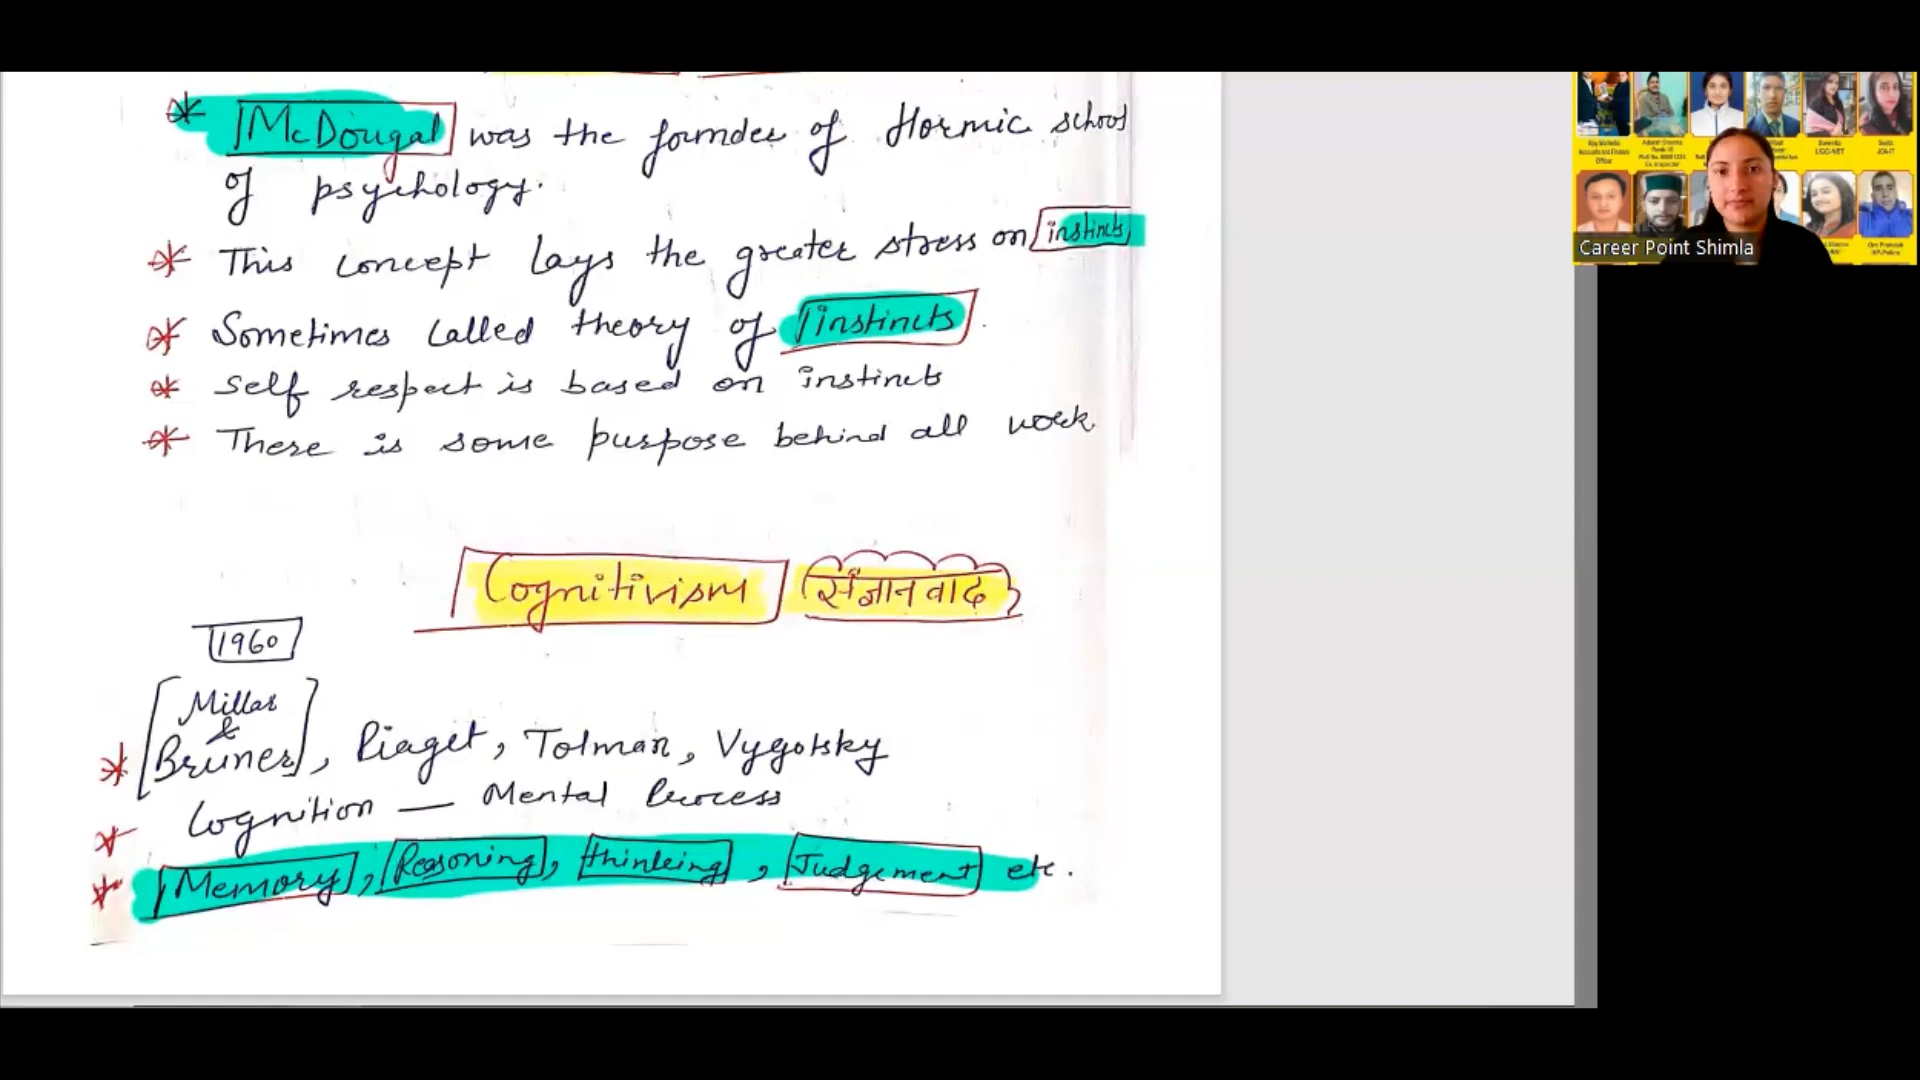 * McDougal was the founder of Hormic school
of psychology.
* This concept lays the greater stress on instincts
* Sometimes called theory of instincts.
* Self respect is based on instincts
* There is some purpose behind all work
Cognitivism संज्ञानवाद
1960
Millar
&
* Bruner, Piaget, Tolman, Vygotsky
* Cognition — Mental Process
* Memory, Reasoning, thinking, Judgement etc.
Career Point Shimla